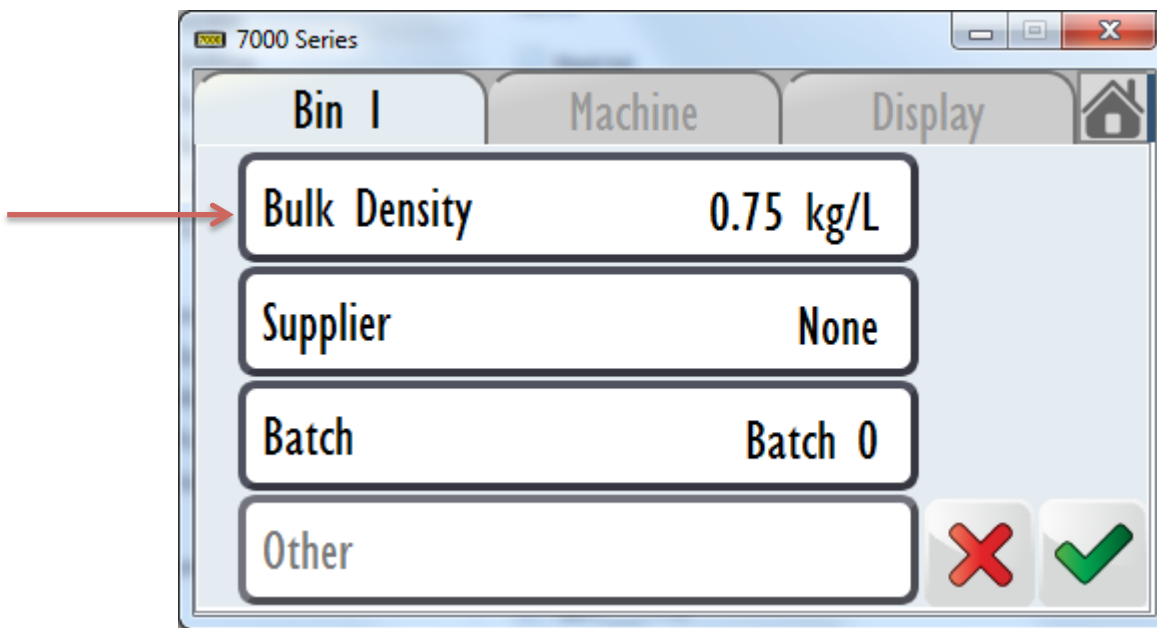 7000 Series
Bin 1
Machine
Display
Bulk Density 0.75 kg/L
Supplier None
Batch Batch 0
Other